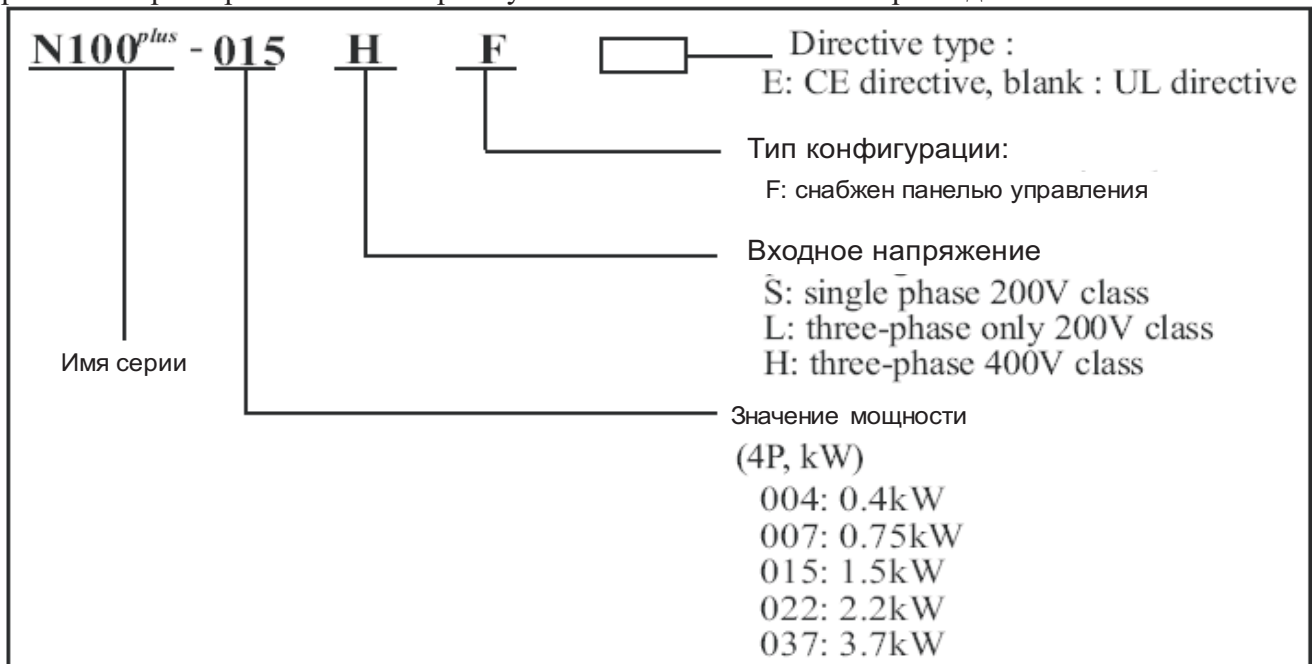 N100plus - 015 H F
Directive type :
E: CE directive, blank : UL directive
Тип конфигурации:
F: снабжен панелью управления
Входное напряжение
S: single phase 200V class
L: three-phase only 200V class
H: three-phase 400V class
Имя серии
Значение мощности
(4P, kW)
004: 0.4kW
007: 0.75kW
015: 1.5kW
022: 2.2kW
037: 3.7kW